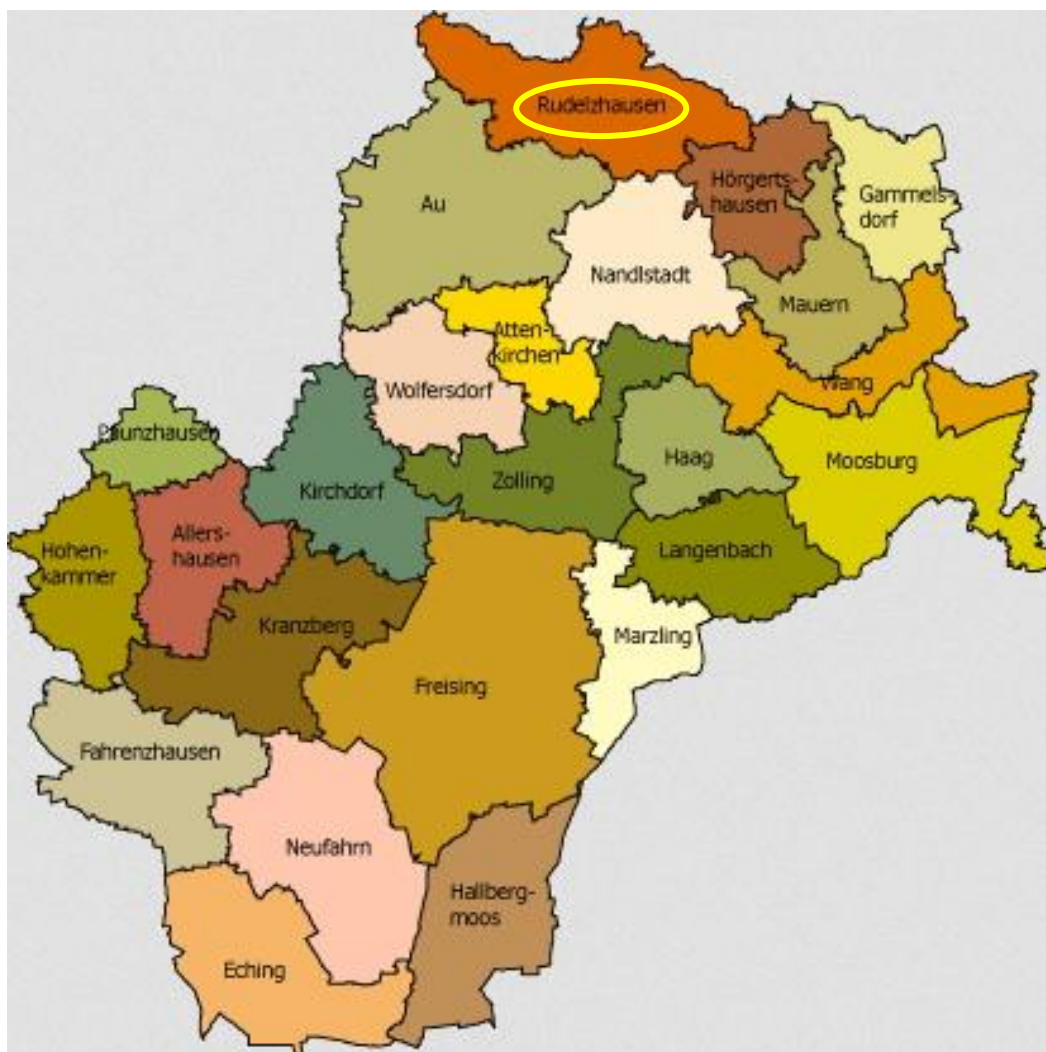 Rudelzhausen
Hörgerts-
hausen
Gammels-
dorf
Au
Nandlstadt
Mauern
Atten-
kirchen
Wang
Wolfersdorf
Paunzhausen
Haag
Moosburg
Zolling
Kirchdorf
Allers-
hausen
Hohen-
kammer
Langenbach
Kranzberg
Marzling
Freising
Fahrenzhausen
Neufahrn
Hallberg-
moos
Eching